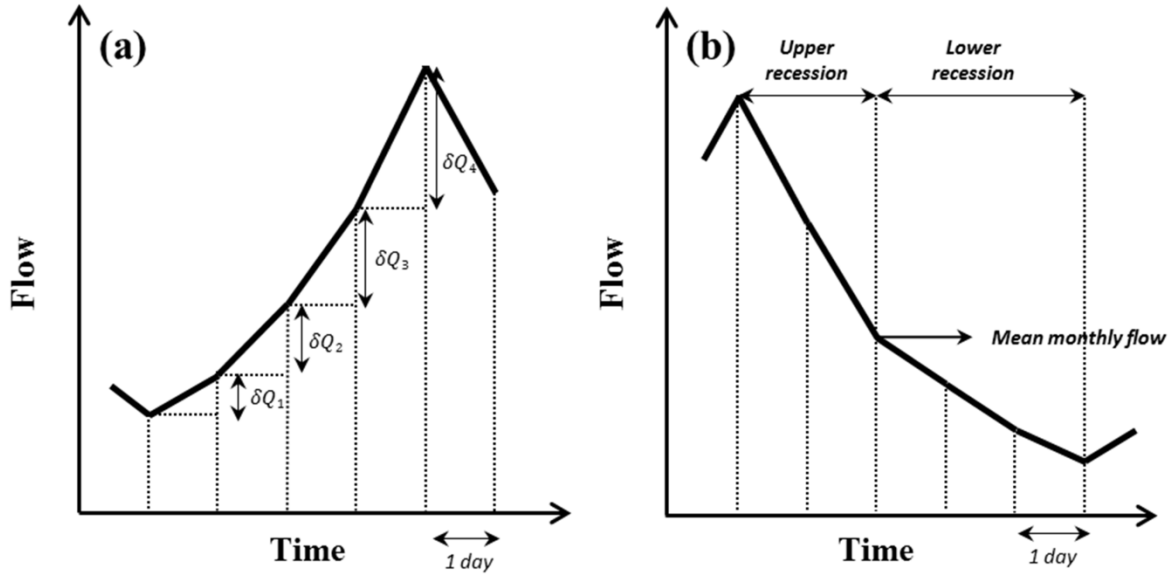 (a)
δQ₄
δQ₃
δQ₂
δQ₁
Flow
Time
1 day
(b)
Upper
recession
Lower
recession
Mean monthly flow
Flow
Time
1 day